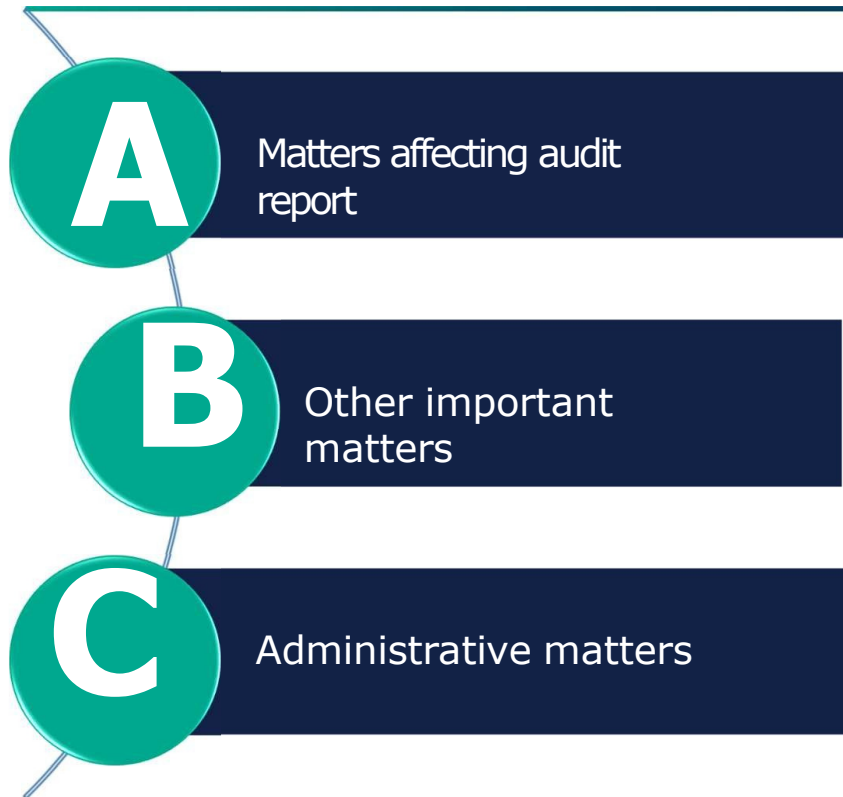 A
Matters affecting audit
report
B
Other important
matters
C
Administrative matters